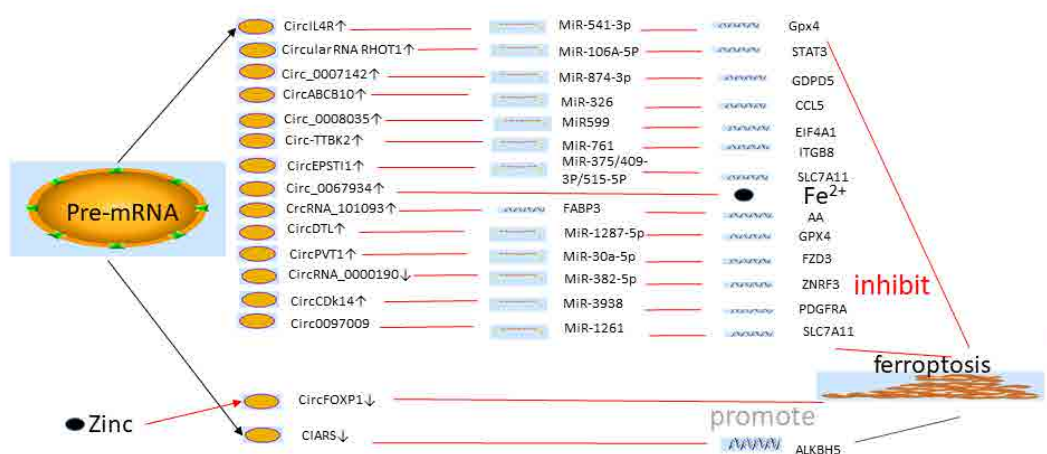 CircIL4R↑ MiR-541-3p Gpx4
CircularRNA RHOT1↑ MiR-106A-5P STAT3
Circ_0007142↑ MiR-874-3p GDPD5
CircABCB10↑ MiR-326 CCL5
Circ_0008035↑ MiR599 EIF4A1
Circ-TTBK2↑ MiR-761 ITGB8
CircEPSTI1↑ MiR-375/409-
3P/515-5P SLC7A11
Circ_0067934↑ Fe²⁺
CrcRNA_101093↑ FABP3 AA
CircDTL↑ MiR-1287-5p GPX4
CircPVT1↑ MiR-30a-5p FZD3
CircRNA_0000190↓ MiR-382-5p ZNRF3
CircCDk14↑ MiR-3938 PDGFRA
Circ0097009 MiR-1261 SLC7A11
Pre-mRNA
inhibit
ferroptosis
Zinc
CircFOXP1↓
promote
CIARS↓ ALKBH5